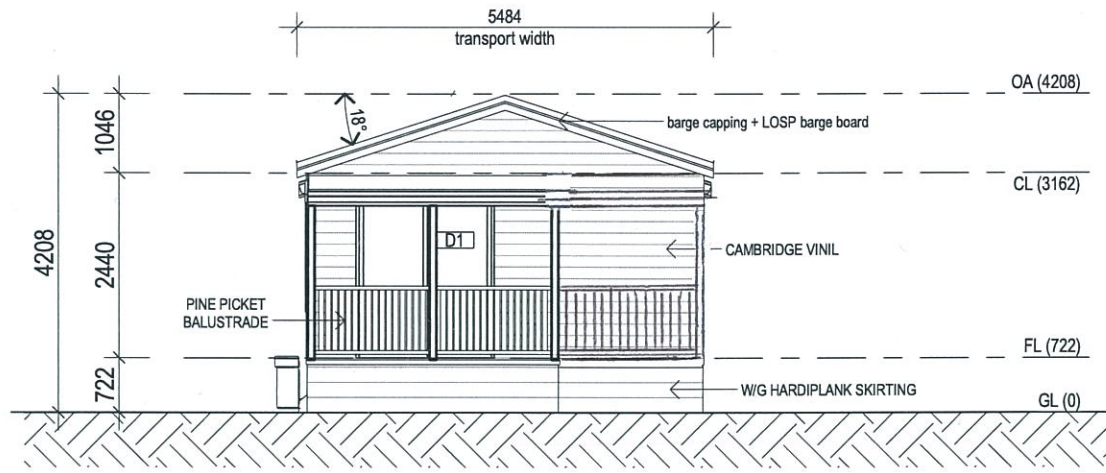 5484
transport width
OA (4208)
1046
18°
barge capping + LOSP barge board
CL (3162)
4208
2440
D1
CAMBRIDGE VINIL
PINE PICKET
BALUSTRADE
FL (722)
722
W/G HARDIPLANK SKIRTING
GL (0)